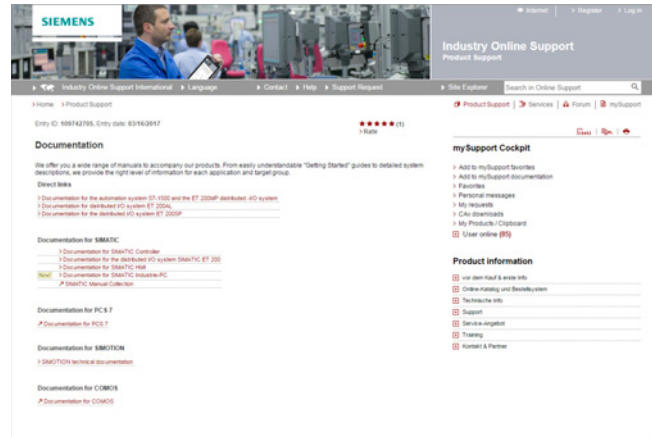 SIEMENS
Internet > Register > Log in
Industry Online Support
Product Support
Industry Online Support International > Language > Contact > Help > Support Request > Site Explorer Search in Online Support
>Home >Product Support
Product Support | Services | Forum | mySupport
Entry ID: 109742705, Entry date: 03/16/2017
(1)
>Rate
Documentation
We offer you a wide range of manuals to accompany our products. From easily understandable "Getting Started" guides to detailed system
descriptions, we provide the right level of information for each application and target group.
Direct links
>Documentation for the automation system S7-1500 and the ET 200MP distributed -I/O system
>Documentation for distributed I/O system ET 200AL
>Documentation for the distributed I/O system ET 200SP
Documentation for SIMATIC
>Documentation for SIMATIC Controller
>Documentation for the distributed I/O system SIMATIC ET 200
>Documentation for SIMATIC HMI
New! >Documentation for SIMATIC Industrie-PC
SIMATIC Manual Collection
Documentation for PCS 7
Documentation for PCS 7
Documentation for SIMOTION
>SIMOTION technical documentation
Documentation for COMOS
Documentation for COMOS
mySupport Cockpit
> Add to mySupport favorites
> Add to mySupport documentation
> Favorites
> Personal messages
> My requests
> CAx downloads
> My Products / Clipboard
User online (85)
Product information
vor dem Kauf & erste Info
Online-Katalog und Bestellsystem
Technische Info
Support
Service-Angebot
Training
Kontakt & Partner